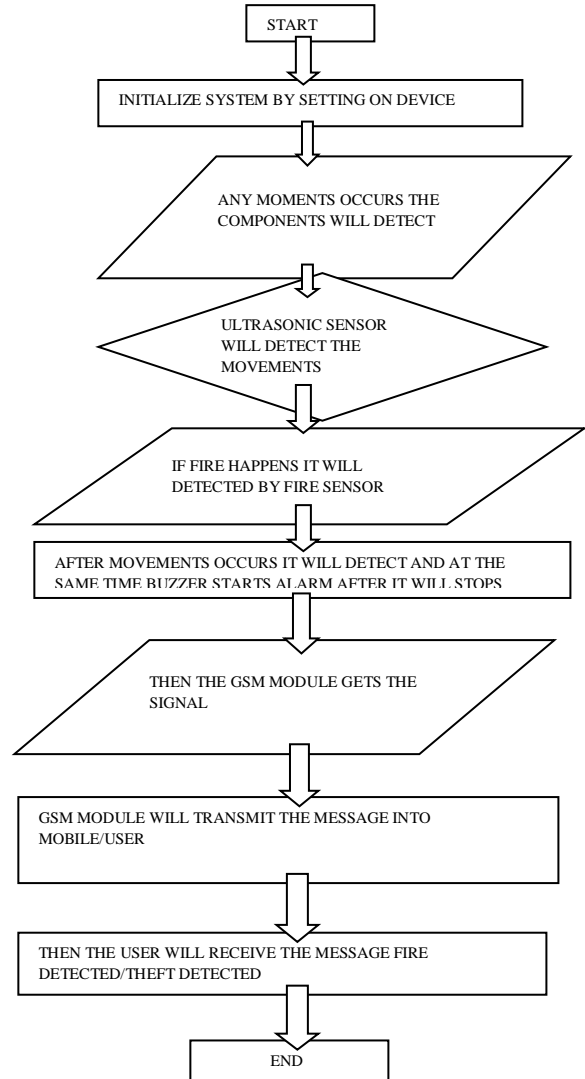 START
INITIALIZE SYSTEM BY SETTING ON DEVICE
ANY MOMENTS OCCURS THE
COMPONENTS WILL DETECT
ULTRASONIC SENSOR
WILL DETECT THE
MOVEMENTS
IF FIRE HAPPENS IT WILL
DETECTED BY FIRE SENSOR
AFTER MOVEMENTS OCCURS IT WILL DETECT AND AT THE
SAME TIME BUZZER STARTS ALARM AFTER IT WILL STOPS
THEN THE GSM MODULE GETS THE
SIGNAL
GSM MODULE WILL TRANSMIT THE MESSAGE INTO
MOBILE/USER
THEN THE USER WILL RECEIVE THE MESSAGE FIRE
DETECTED/THEFT DETECTED
END